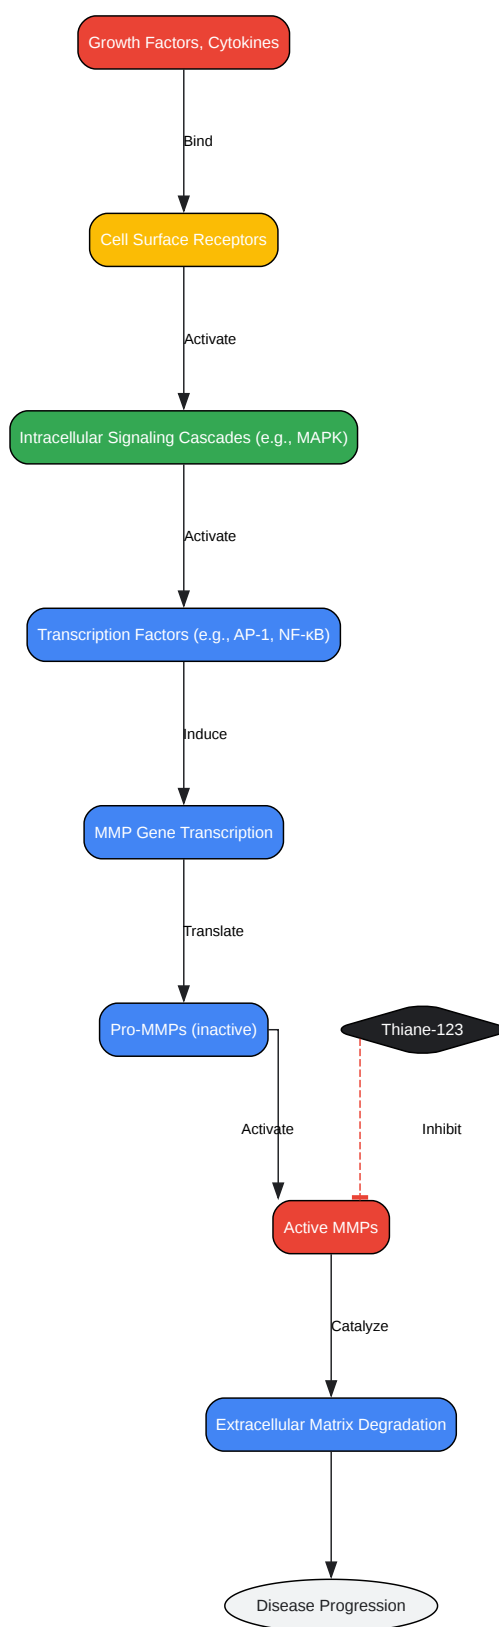 Growth Factors, Cytokines
Bind
Cell Surface Receptors
Activate
Intracellular Signaling Cascades (e.g., MAPK)
Activate
Transcription Factors (e.g., AP-1, NF-κB)
Induce
MMP Gene Transcription
Translate
Pro-MMPs (inactive)
Thiane-123
Activate
Inhibit
Active MMPs
Catalyze
Extracellular Matrix Degradation
Disease Progression